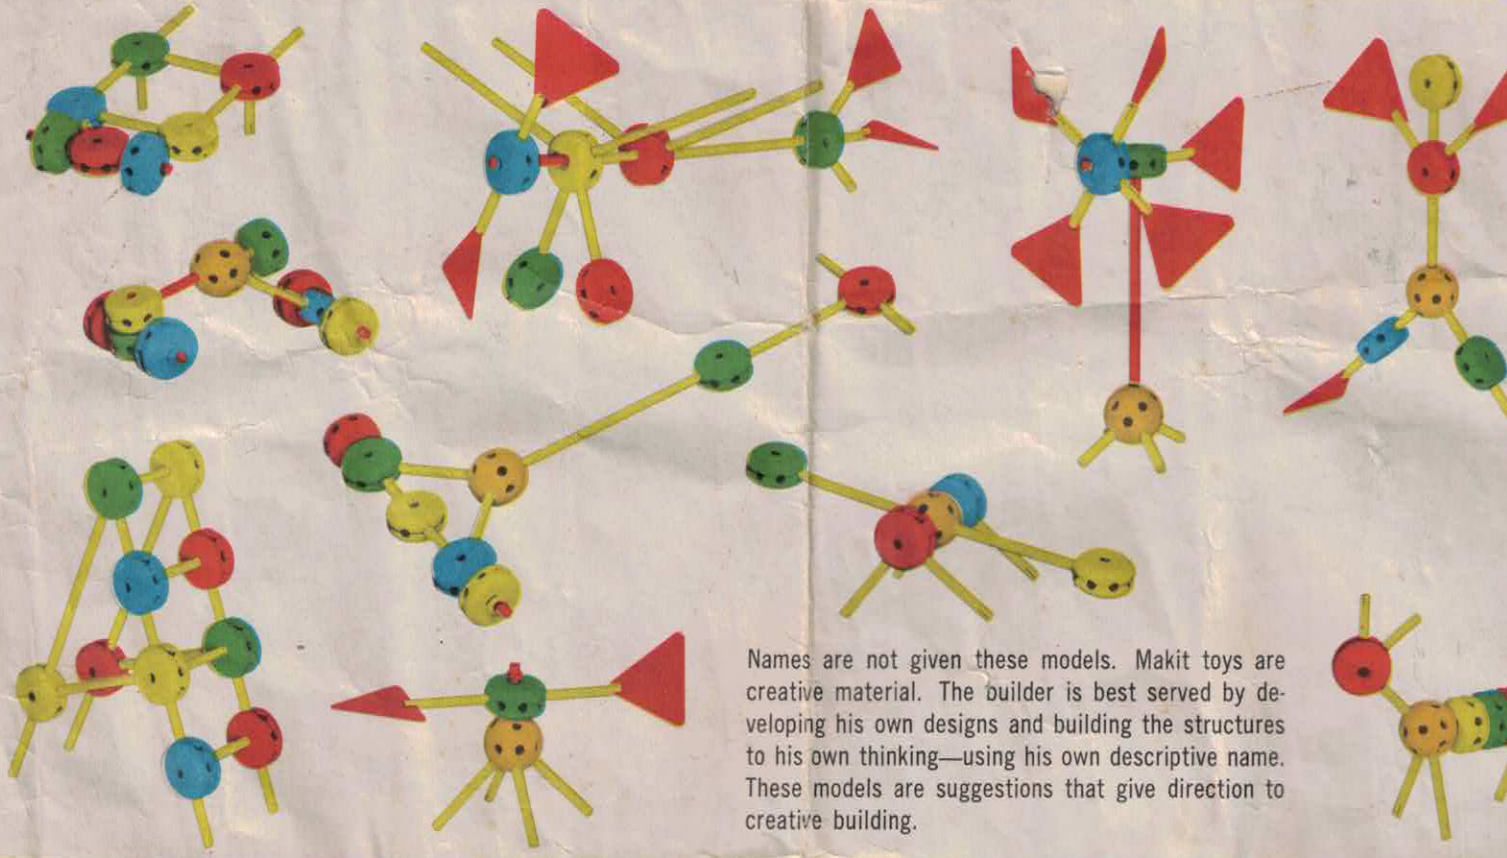 Names are not given these models. Makit toys are
creative material. The builder is best served by de-
veloping his own designs and building the structures
to his own thinking—using his own descriptive name.
These models are suggestions that give direction to
creative building.